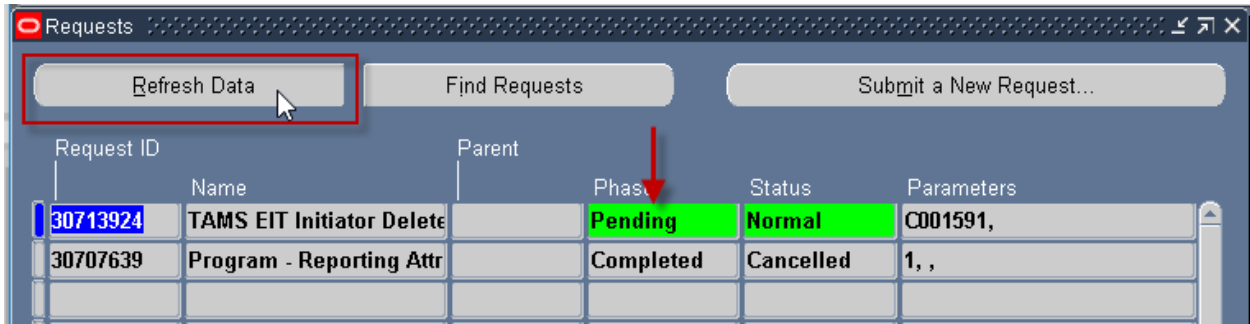 Requests
Refresh Data Find Requests Submit a New Request...
Request ID Parent
Name Phase Status Parameters
30713924 TAMS EIT Initiator Delete Pending Normal C001591,
30707639 Program - Reporting Attr Completed Cancelled 1, ,